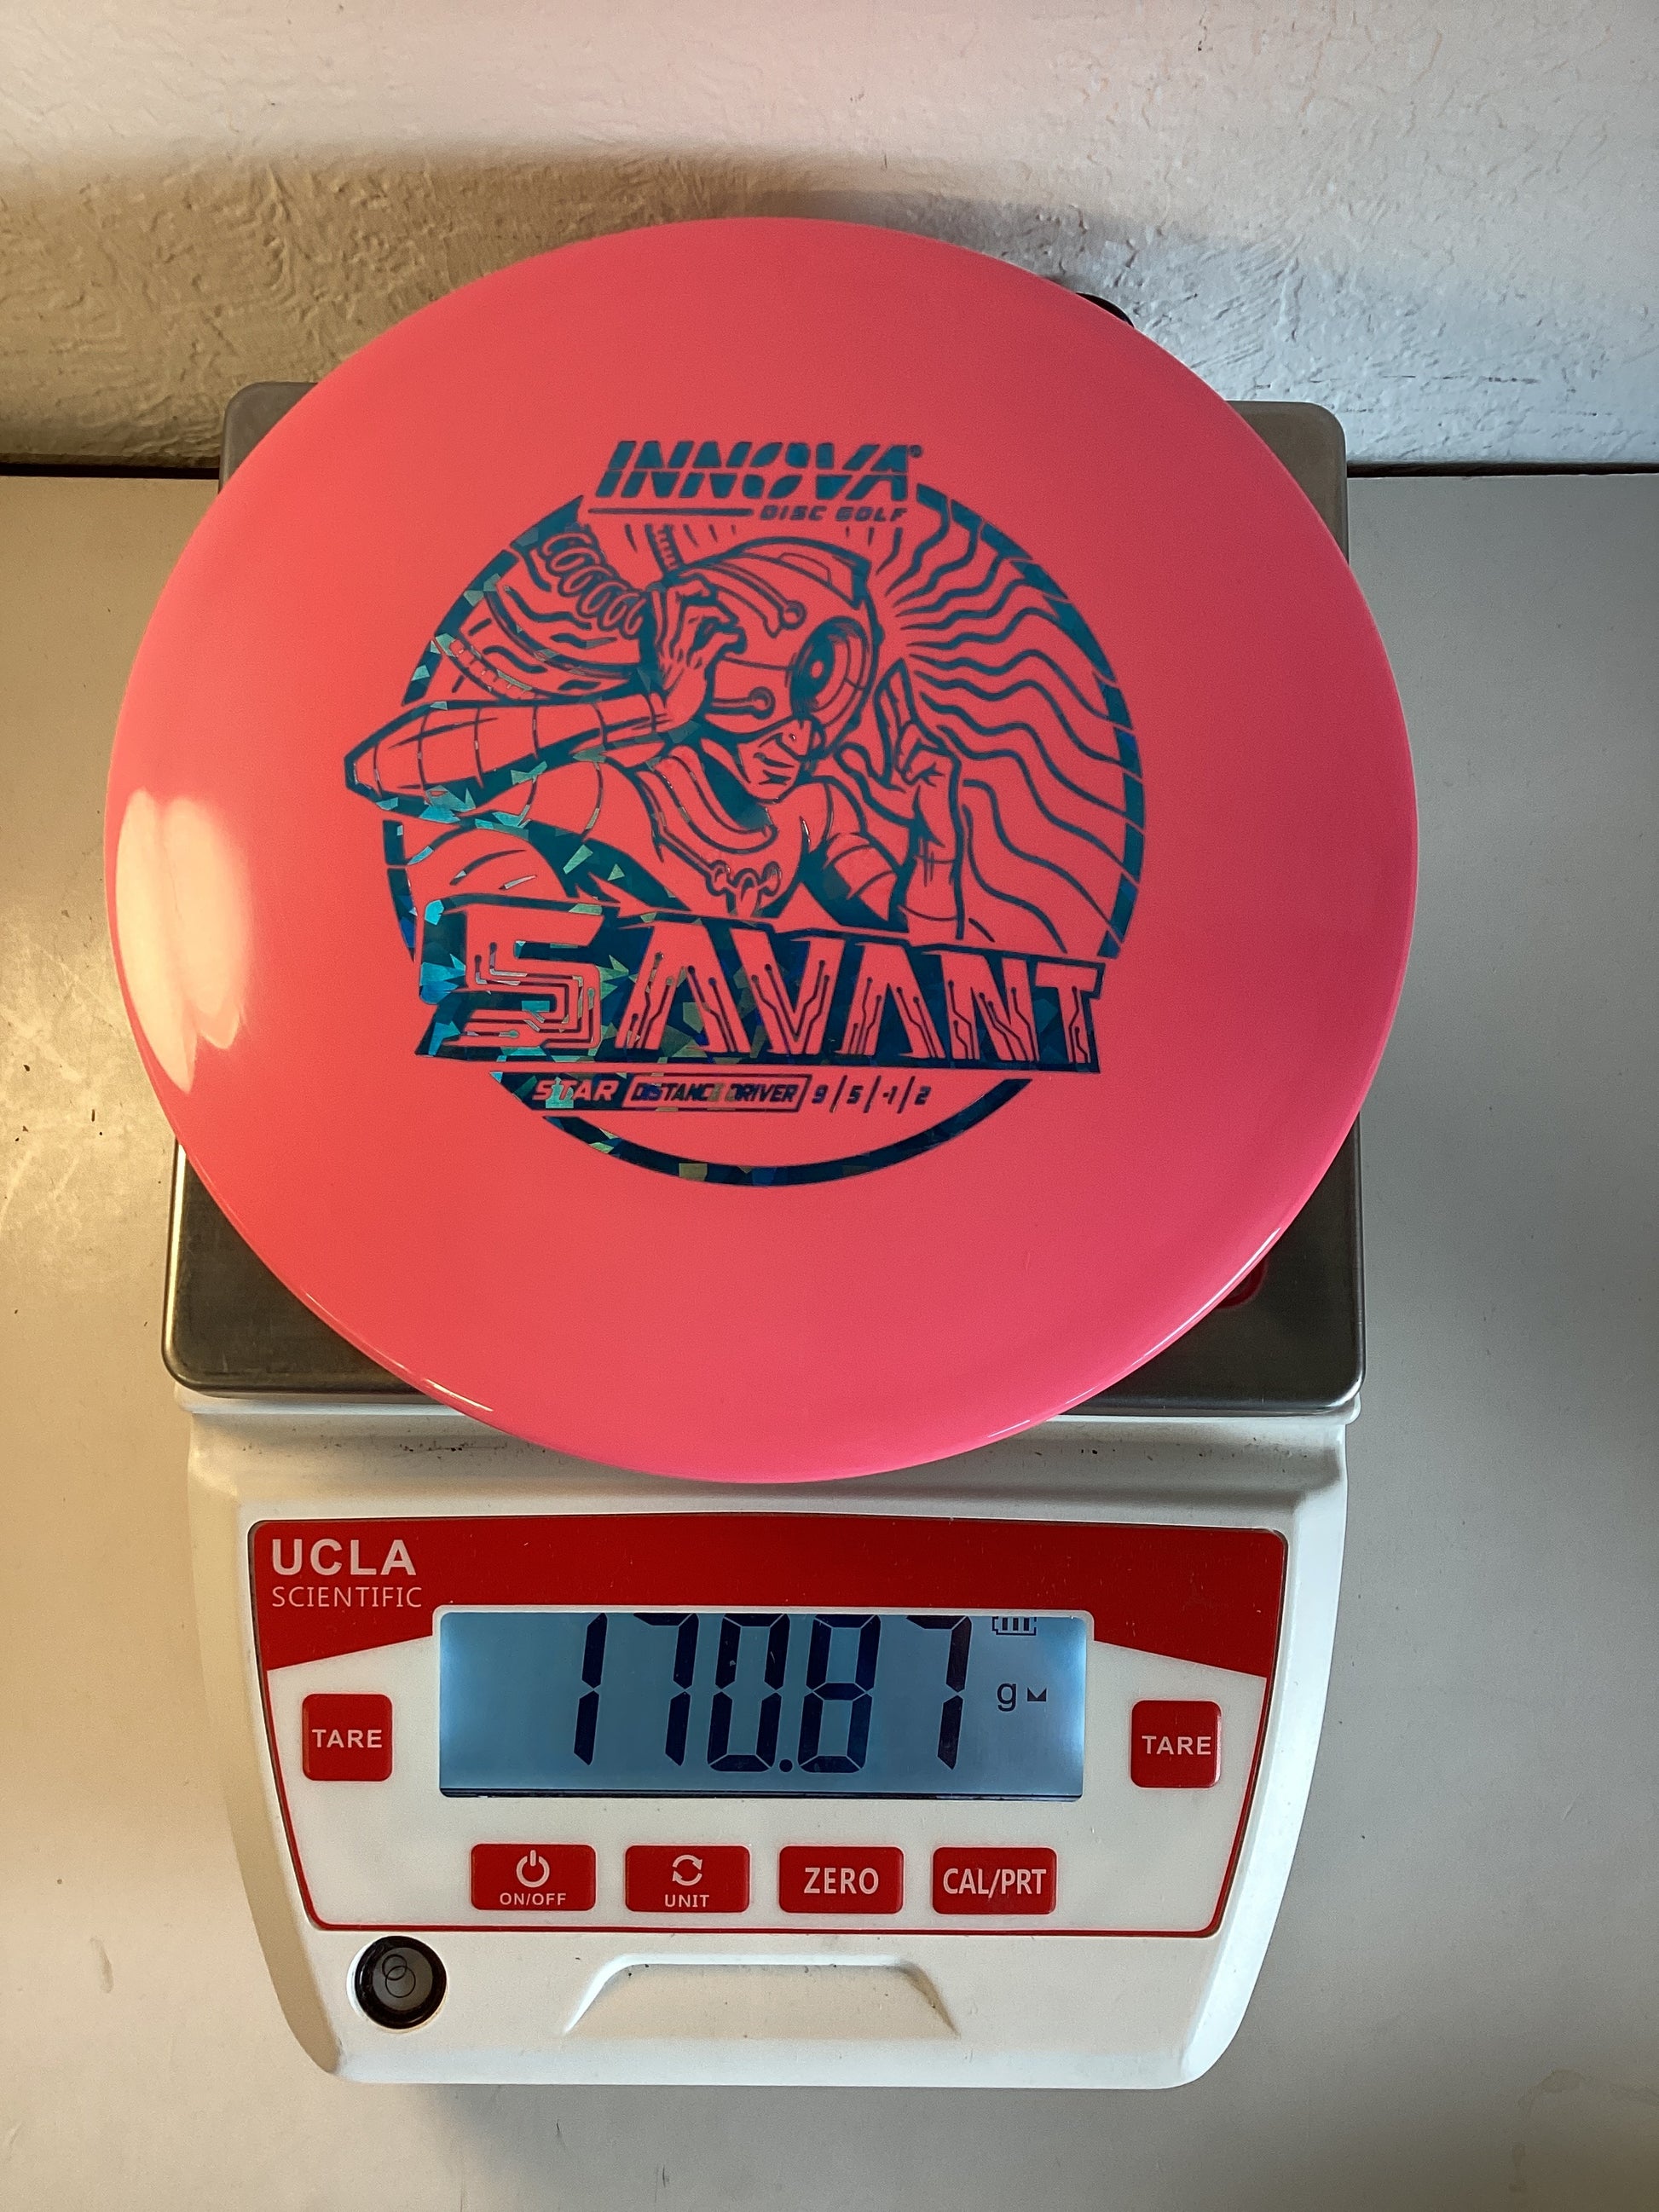 INNOVA®
DISC GOLF
SAVANT
STAR DISTANCE DRIVER 9/5/-1/2
UCLA
SCIENTIFIC
170.87 g
TARE
TARE
ON/OFF
UNIT
ZERO
CAL/PRT